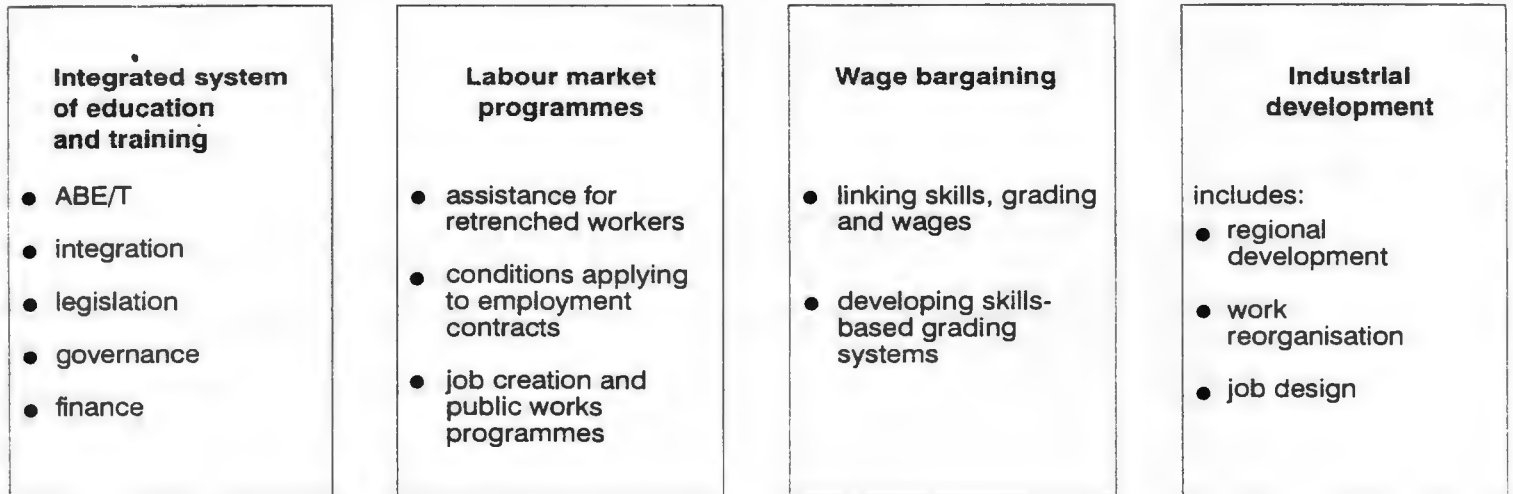 Integrated system
of education
and training
● ABE/T
● integration
● legislation
● governance
● finance
Labour market
programmes
● assistance for
retrenched workers
● conditions applying
to employment
contracts
● job creation and
public works
programmes
Wage bargaining
● linking skills, grading
and wages
● developing skills-
based grading
systems
Industrial
development
includes:
● regional
development
● work
reorganisation
● job design